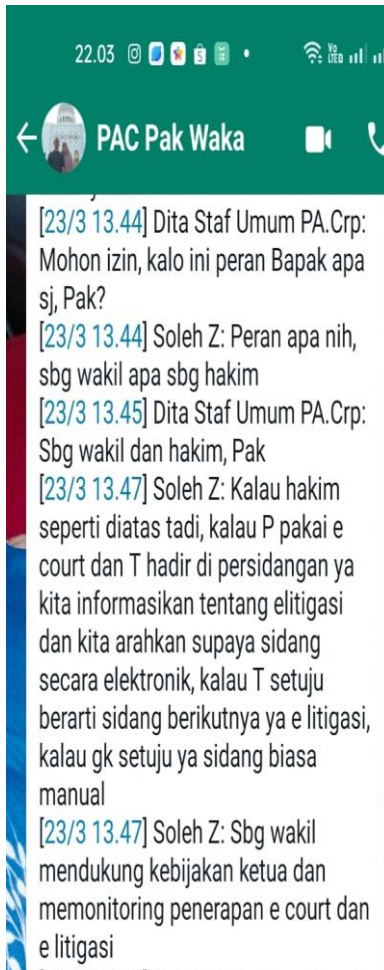 22.03
PAC Pak Waka
[23/3 13.44] Dita Staf Umum PA.Crp:
Mohon izin, kalo ini peran Bapak apa
sj, Pak?
[23/3 13.44] Soleh Z: Peran apa nih,
sbg wakil apa sbg hakim
[23/3 13.45] Dita Staf Umum PA.Crp:
Sbg wakil dan hakim, Pak
[23/3 13.47] Soleh Z: Kalau hakim
seperti diatas tadi, kalau P pakai e
court dan T hadir di persidangan ya
kita informasikan tentang elitigasi
dan kita arahkan supaya sidang
secara elektronik, kalau T setuju
berarti sidang berikutnya ya e litigasi,
kalau gk setuju ya sidang biasa
manual
[23/3 13.47] Soleh Z: Sbg wakil
mendukung kebijakan ketua dan
memonitoring penerapan e court dan
e litigasi